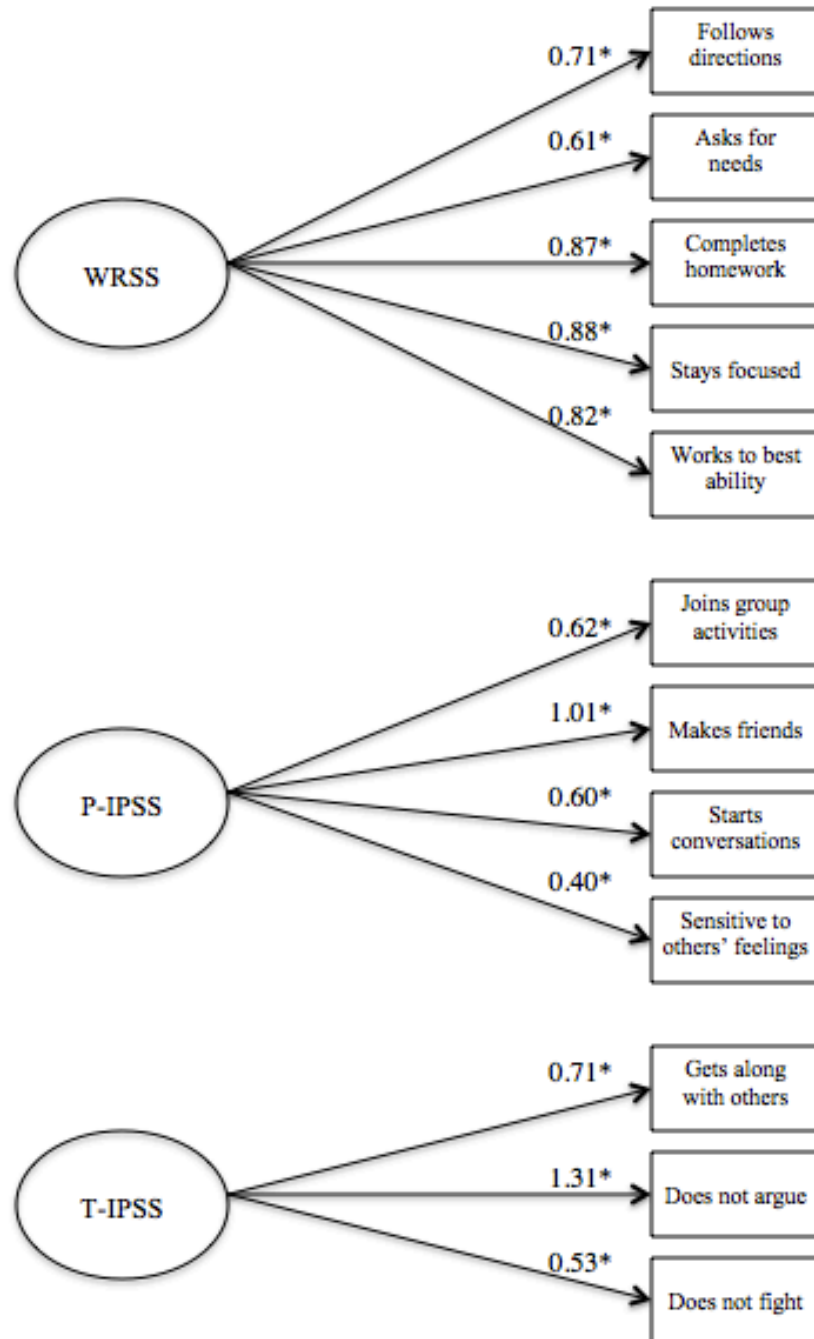 Follows
directions
0.71*
Asks for
needs
0.61*
WRSS
Completes
homework
0.87*
Stays focused
0.88*
Works to best
ability
0.82*
Joins group
activities
0.62*
Makes friends
1.01*
P-IPSS
Starts
conversations
0.60*
Sensitive to
others’ feelings
0.40*
Gets along
with others
0.71*
T-IPSS
Does not argue
1.31*
Does not fight
0.53*